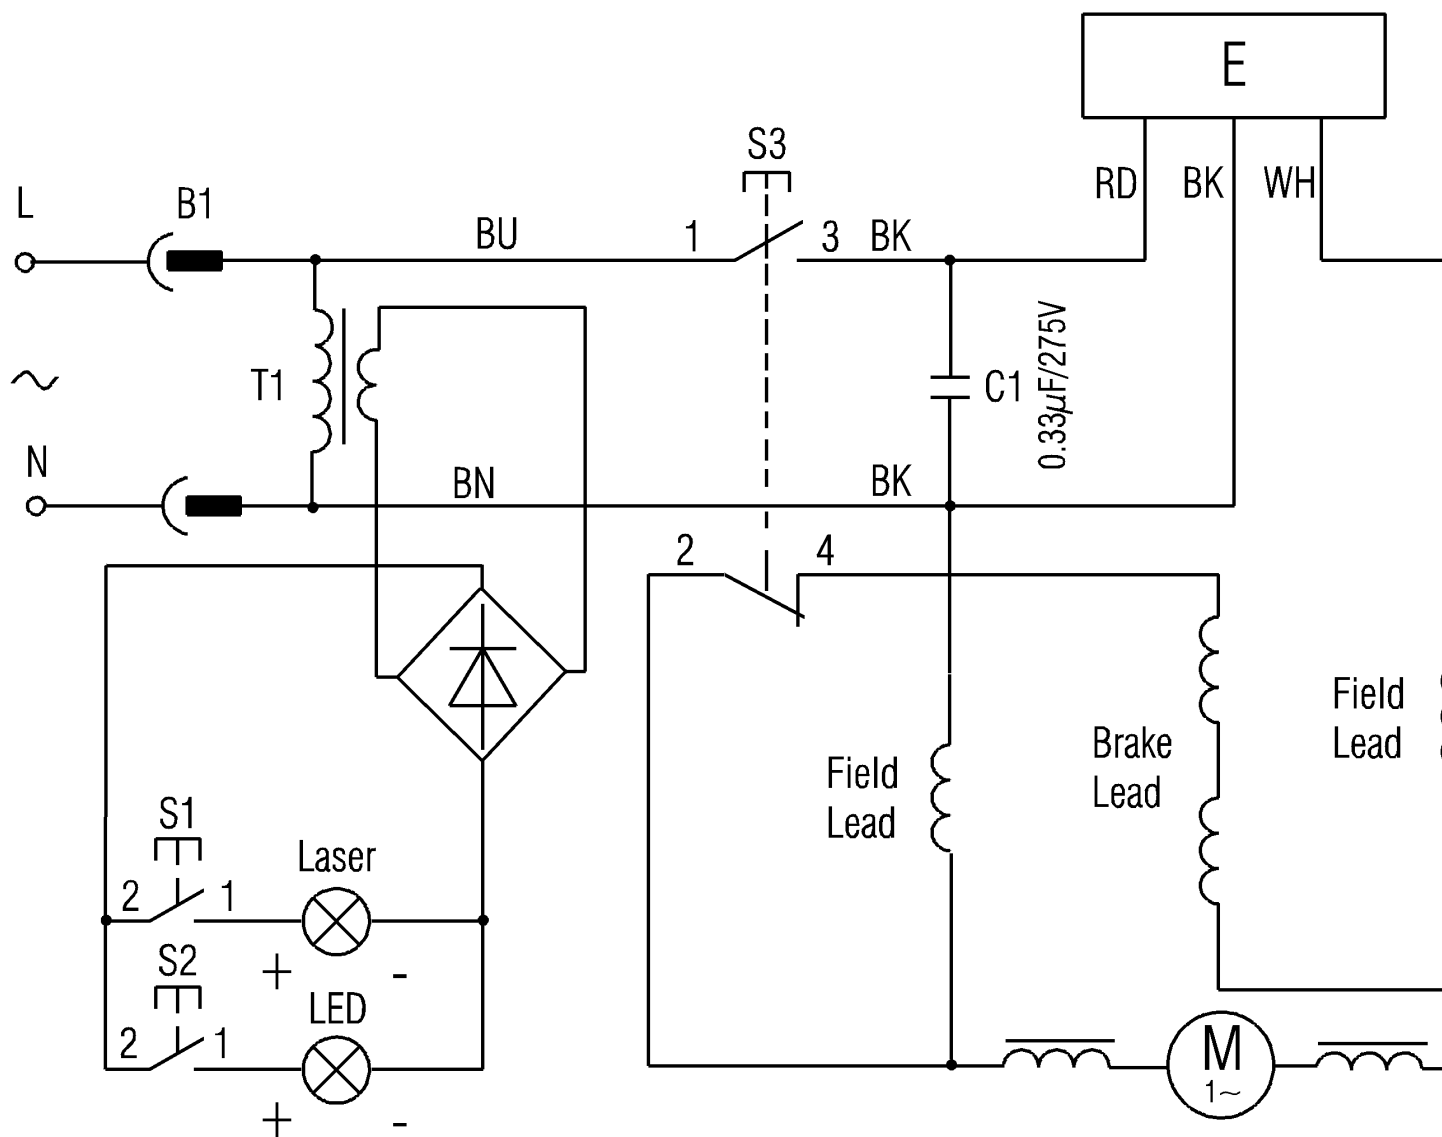 E
S3
RD BK WH
L
B1
BU
1
3
BK
T1
C1
0.33µF/275V
N
BN
BK
2
4
Field
Lead
Brake
Lead
Field
Lead
S1
Laser
2
1
+ -
S2
LED
2
1
+ -
M
1~